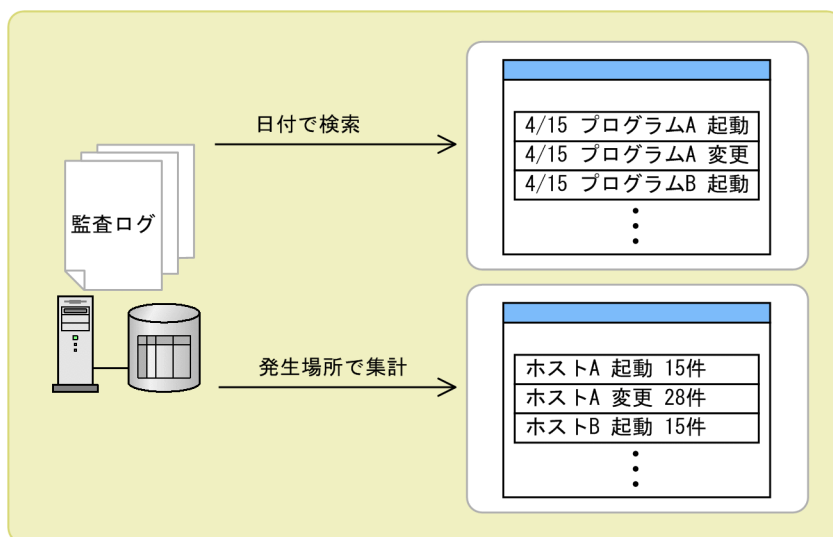 日付で検索
4/15 プログラムA 起動
4/15 プログラムA 変更
4/15 プログラムB 起動
監査ログ
発生場所で集計
ホストA 起動 15件
ホストA 変更 28件
ホストB 起動 15件